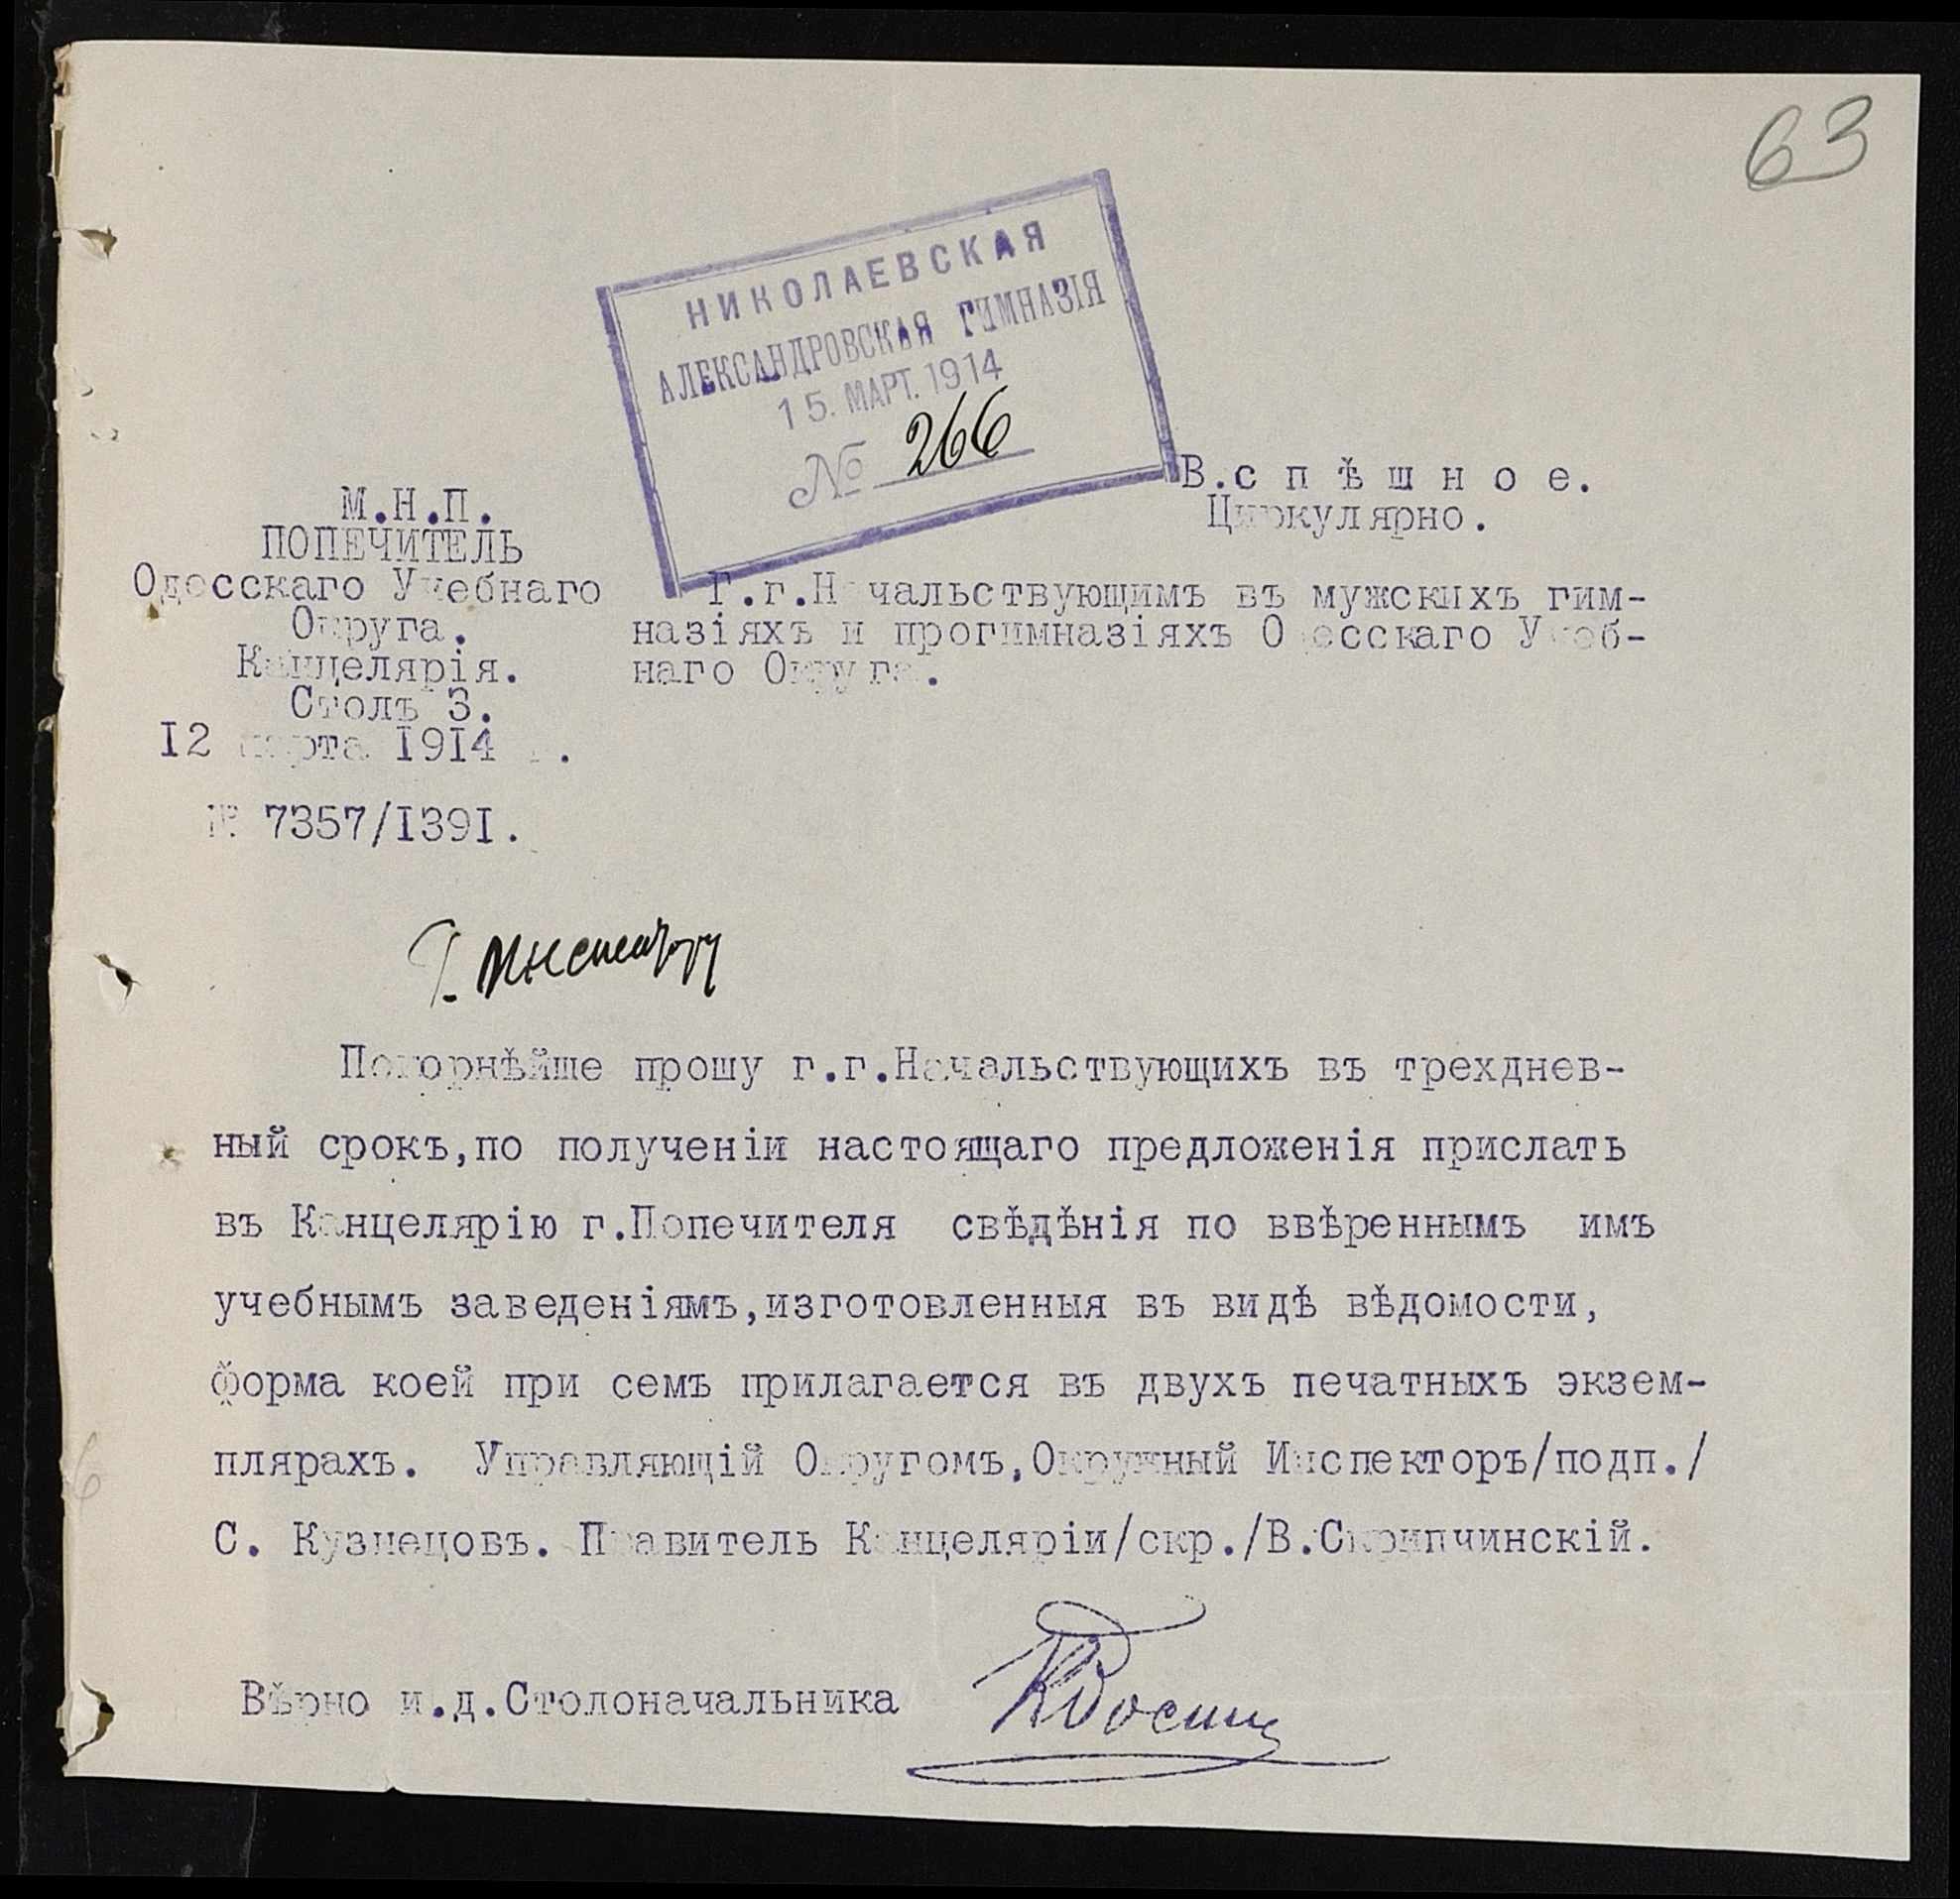 63
НИКОЛАЕВСКАЯ
АЛЕКСАНДРОВСКАЯ ГИМНАЗІЯ
15. МАРТ. 1914
№ 266
В.спѣшное.
Циркулярно.
М.Н.П.
ПОПЕЧИТЕЛЬ
Одесскаго Учебнаго
Округа.
Канцелярія.
Столъ 3.
I2 марта I9I4 г.
№ 7357/I39I.
Г.г.Начальствующимъ въ мужскихъ гим-
назіяхъ и прогимназіяхъ Одесскаго Учеб-
наго Округа.
Г. Инспектору
Покорнѣйше прошу г.г.Начальствующихъ въ трехднев-
ный срокъ,по полученіи настоящаго предложенія прислать
въ Канцелярію г.Попечителя свѣдѣнія по ввѣреннымъ имъ
учебнымъ заведеніямъ,изготовленныя въ видѣ вѣдомости,
форма коей при семъ прилагается въ двухъ печатныхъ экзем-
плярахъ. Управляющій Округомъ,Окружный Инспекторъ/подп./
С. Кузнецовъ. Правитель Канцеляріи/скр./В.Скрипчинскій.
Вѣрно и.д.Столоначальника